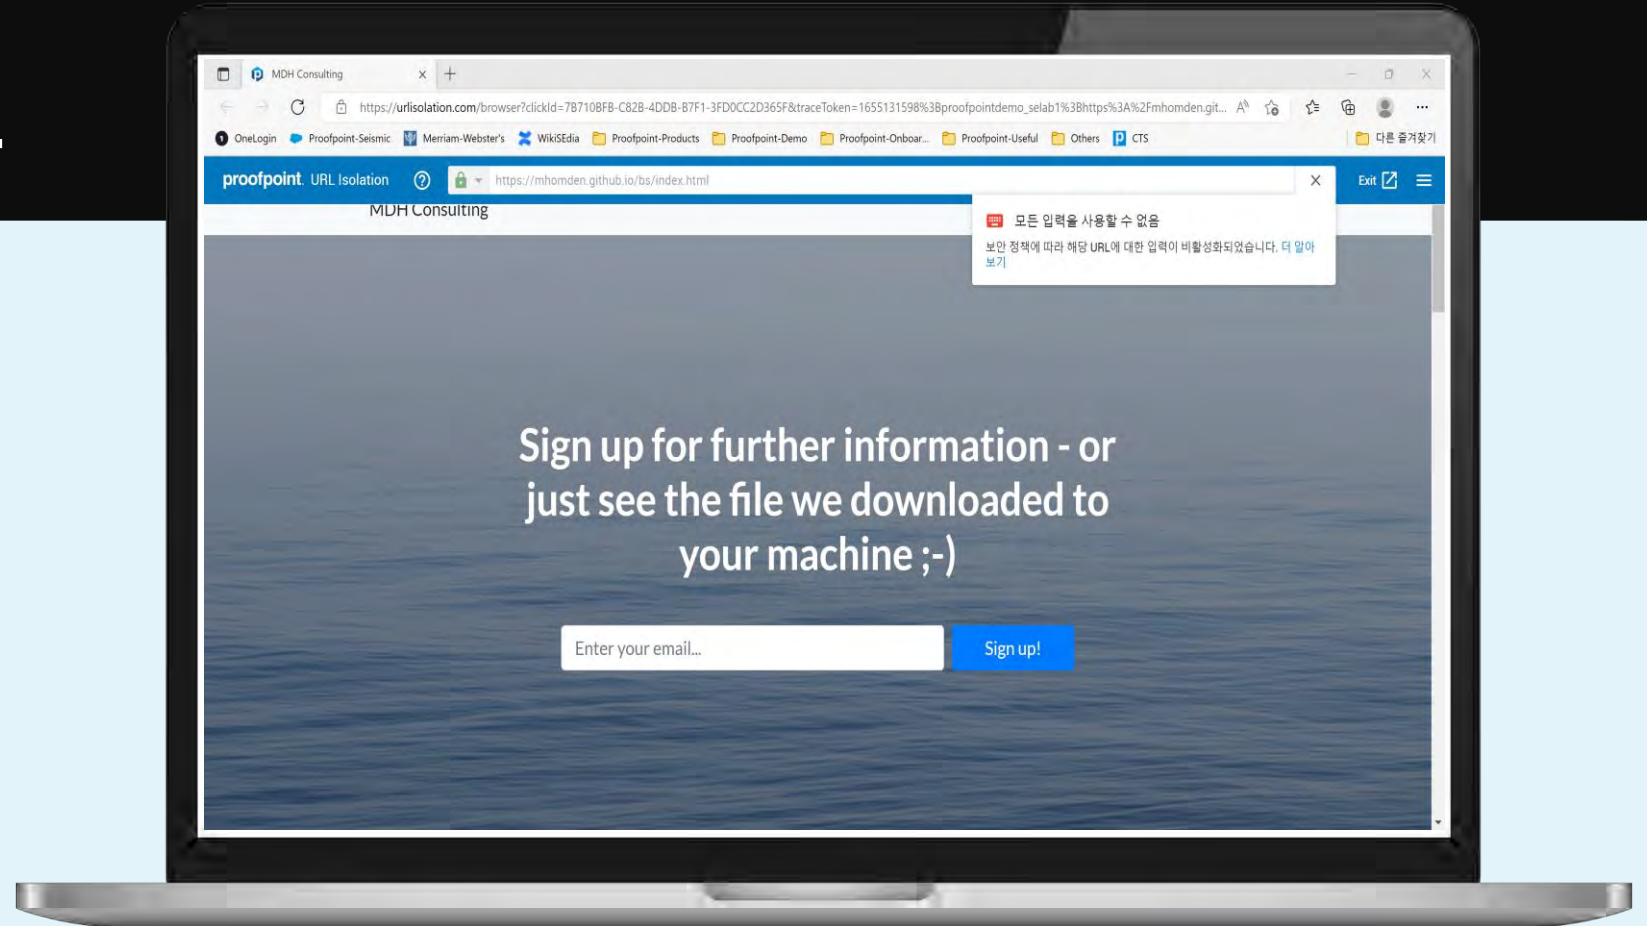 MDH Consulting
https://urlisolation.com/browser?clickId=7B710BFB-C82B-4DDB-B7F1-3FD0CC2D365F&traceToken=1655131598%3Bproofpointdemo_selab1%3Bhttps%3A%2Fmhomden.git...
OneLogin Proofpoint-Seismic Merriam-Webster's WikiSEdia Proofpoint-Products Proofpoint-Demo Proofpoint-Onboar... Proofpoint-Useful Others CTS 다른 즐겨찾기
proofpoint. URL Isolation https://mhomden.github.io/bs/index.html Exit
MDH Consulting
모든 입력을 사용할 수 없음
보안 정책에 따라 해당 URL에 대한 입력이 비활성화되었습니다. 더 알아
보기
Sign up for further information - or
just see the file we downloaded to
your machine ;-)
Enter your email... Sign up!